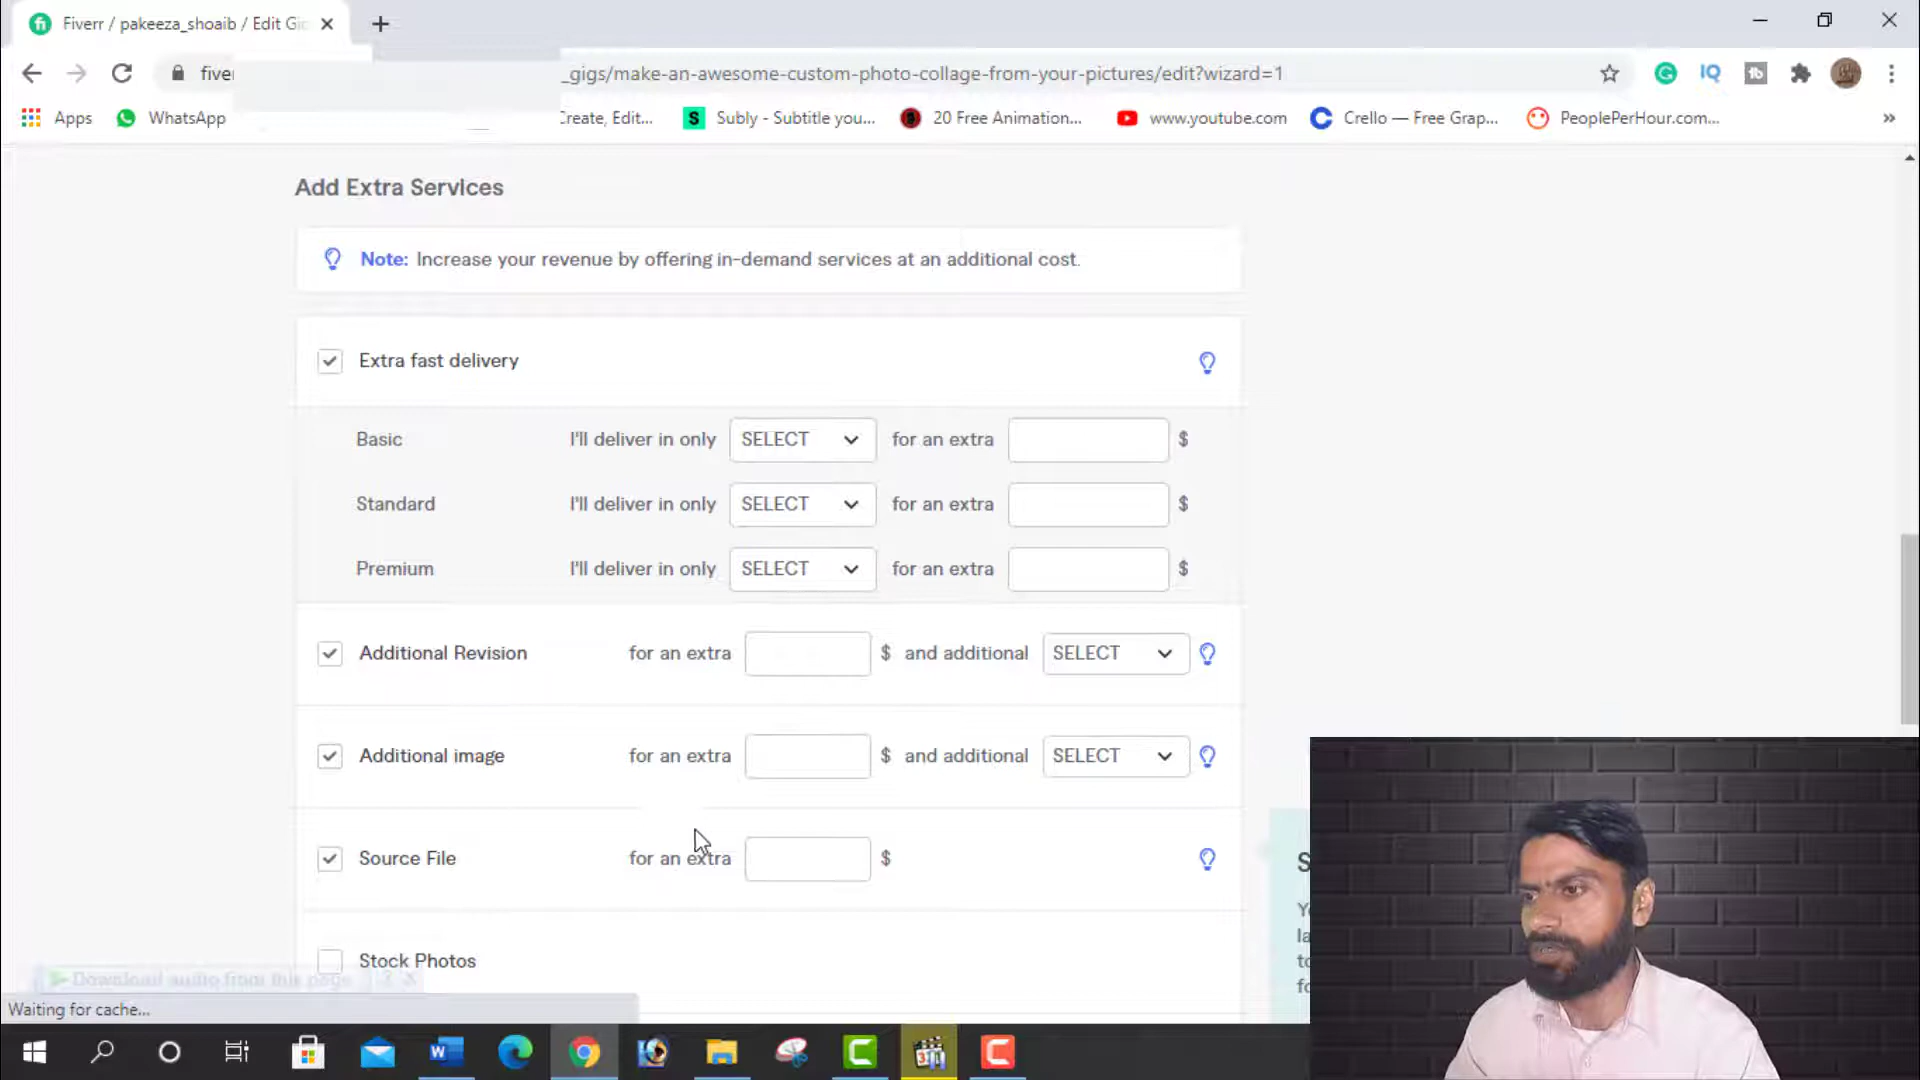 Fiverr / pakeeza_shoaib / Edit Gi
_gigs/make-an-awesome-custom-photo-collage-from-your-pictures/edit?wizard=1
Apps WhatsApp Create, Edit... Subly - Subtitle you... 20 Free Animation... www.youtube.com Crello — Free Grap... PeoplePerHour.com... »
Add Extra Services
Note: Increase your revenue by offering in-demand services at an additional cost.
Extra fast delivery
Basic I'll deliver in only SELECT for an extra $
Standard I'll deliver in only SELECT for an extra $
Premium I'll deliver in only SELECT for an extra $
Additional Revision for an extra $ and additional SELECT
Additional image for an extra $ and additional SELECT
Source File for an extra $
Stock Photos
Download audio from this page ? X
Waiting for cache...